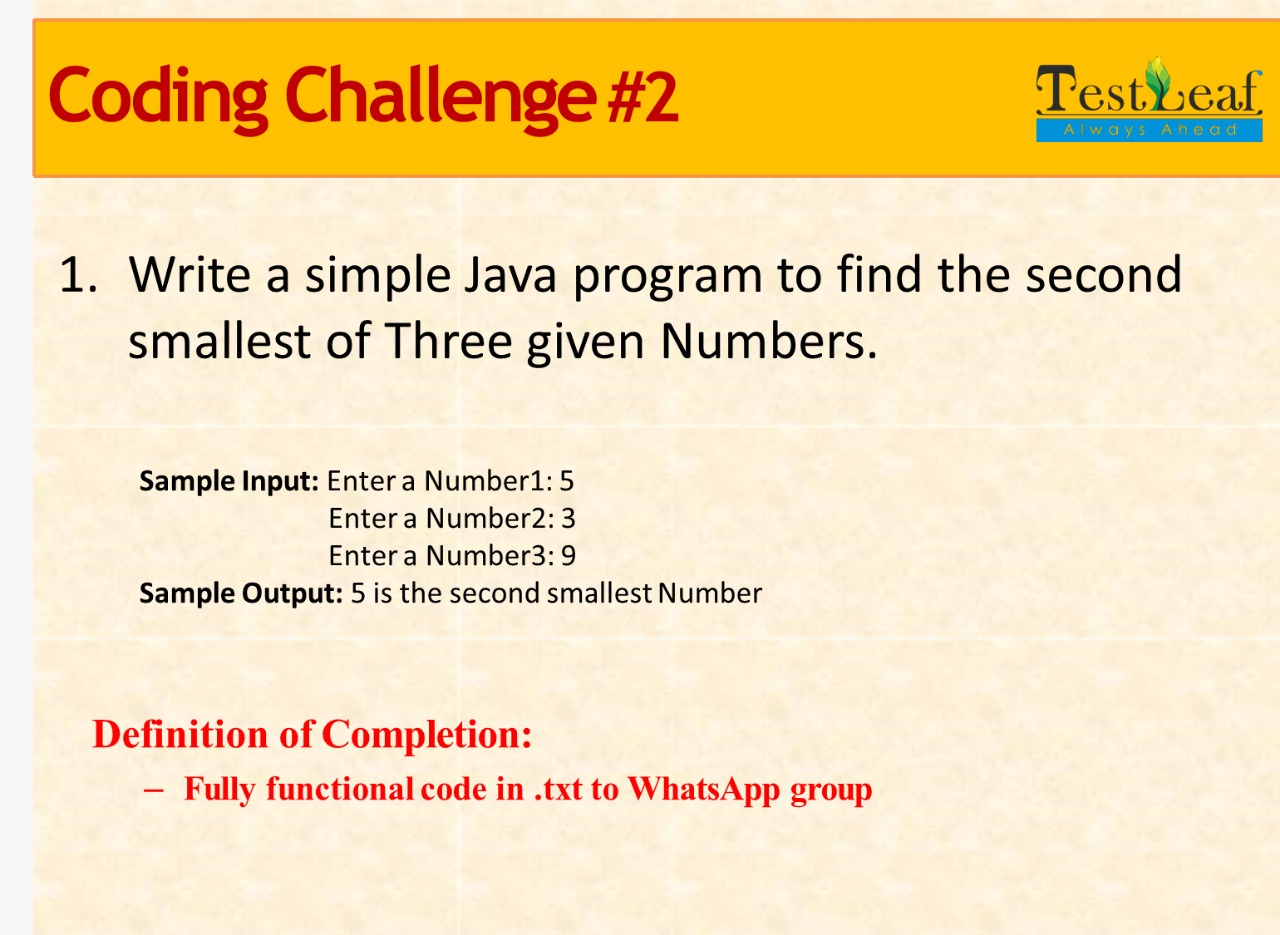 Coding Challenge #2
TestLeaf
Always Ahead
1. Write a simple Java program to find the second
smallest of Three given Numbers.
Sample Input: Enter a Number1: 5
Enter a Number2: 3
Enter a Number3: 9
Sample Output: 5 is the second smallest Number
Definition of Completion:
– Fully functional code in .txt to WhatsApp group